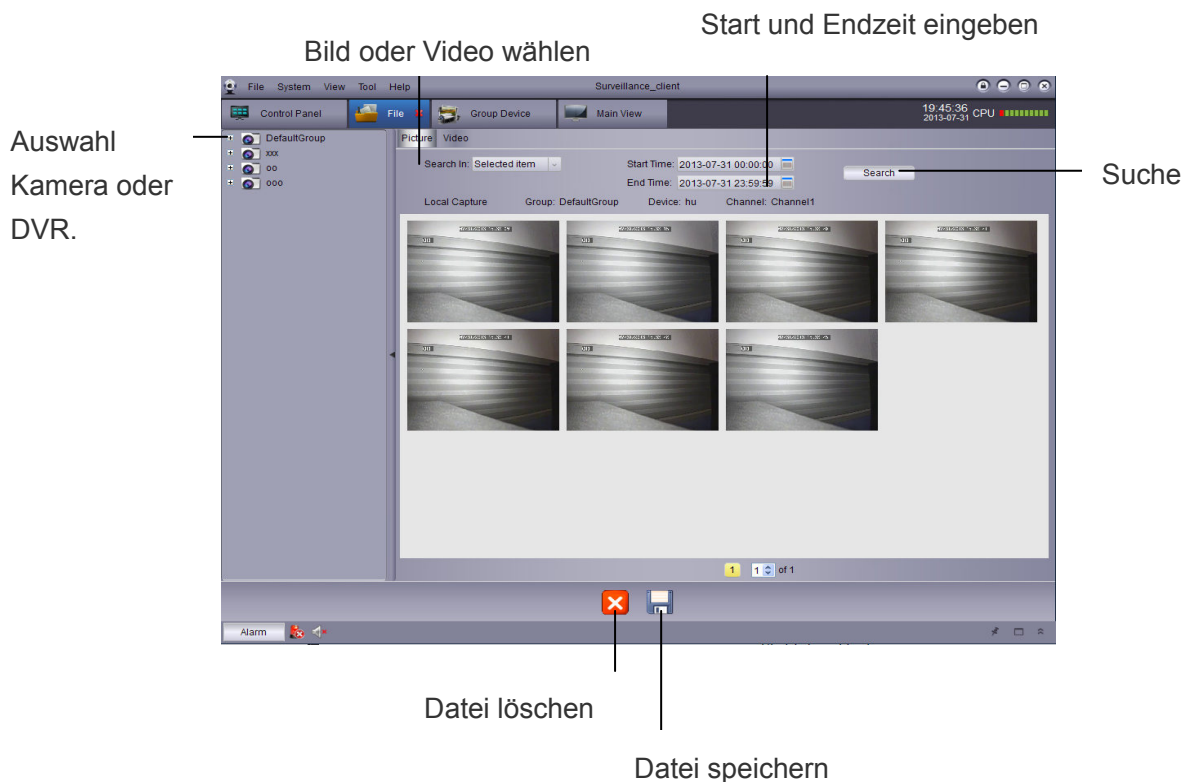 Start und Endzeit eingeben
Bild oder Video wählen
File System View Tool Help Surveillance_client
Control Panel File Group Device Main View 19:45:36 CPU
2013-07-31
Auswahl
Kamera oder
DVR.
DefaultGroup
xxx
oo
ooo
Picture Video
Search In: Selected item Start Time: 2013-07-31 00:00:00
End Time: 2013-07-31 23:59:59
Search
Suche
Local Capture Group: DefaultGroup Device: hu Channel: Channel1
1 1 of 1
Alarm
Datei löschen
Datei speichern